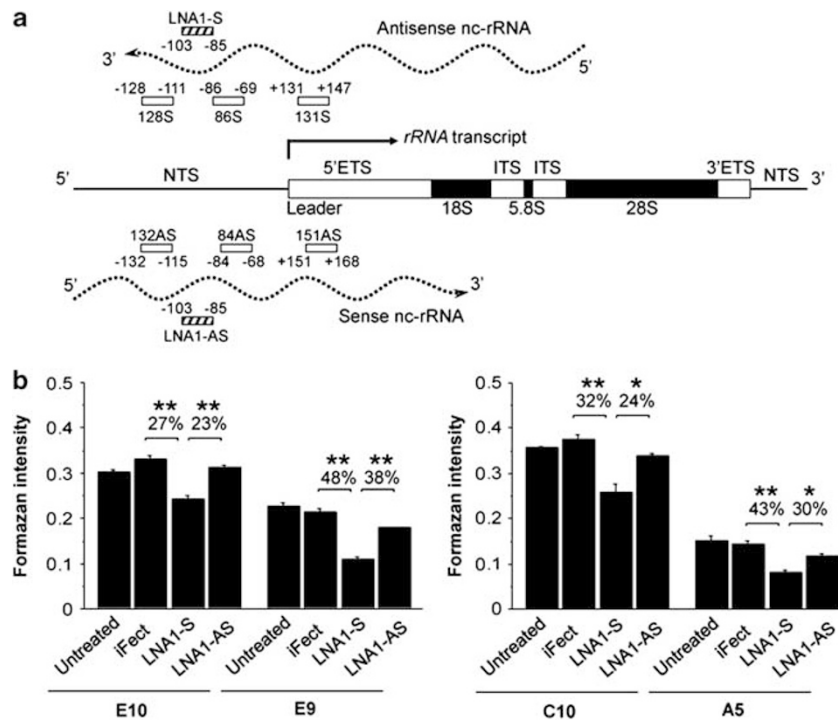 a
LNA1-S
-103 -85
Antisense nc-rRNA
3’ 5’
-128 -111 -86 -69 +131 +147
128S 86S 131S
rRNA transcript
5’ NTS 5’ETS ITS ITS 3’ETS NTS 3’
Leader 18S 5.8S 28S
132AS 84AS 151AS
-132 -115 -84 -68 +151 +168
5’ 3’
-103 -85
LNA1-AS
Sense nc-rRNA
b
Formazan intensity
0.5
0.4
0.3
0.2
0.1
0
** **
27% 23%
** **
48% 38%
Untreated iFect LNA1-S LNA1-AS Untreated iFect LNA1-S LNA1-AS
E10 E9
Formazan intensity
0.5
0.4
0.3
0.2
0.1
0
** *
32% 24%
** *
43% 30%
Untreated iFect LNA1-S LNA1-AS Untreated iFect LNA1-S LNA1-AS
C10 A5